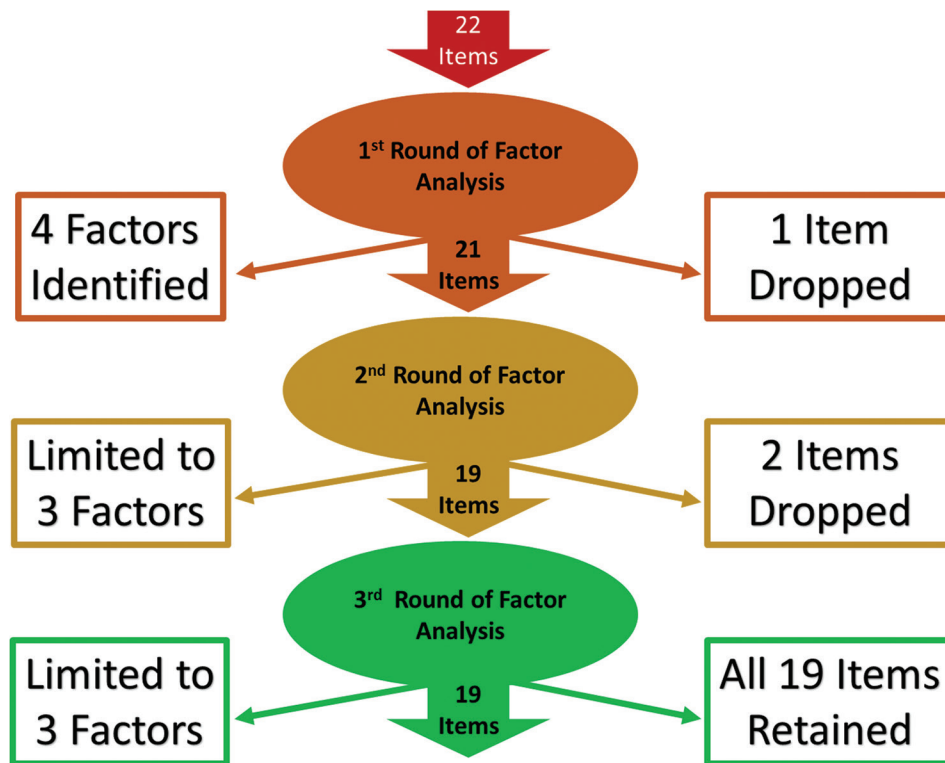 22
Items
1st Round of Factor
Analysis
4 Factors
Identified
21
Items
1 Item
Dropped
2nd Round of Factor
Analysis
Limited to
3 Factors
19
Items
2 Items
Dropped
3rd Round of Factor
Analysis
Limited to
3 Factors
19
Items
All 19 Items
Retained